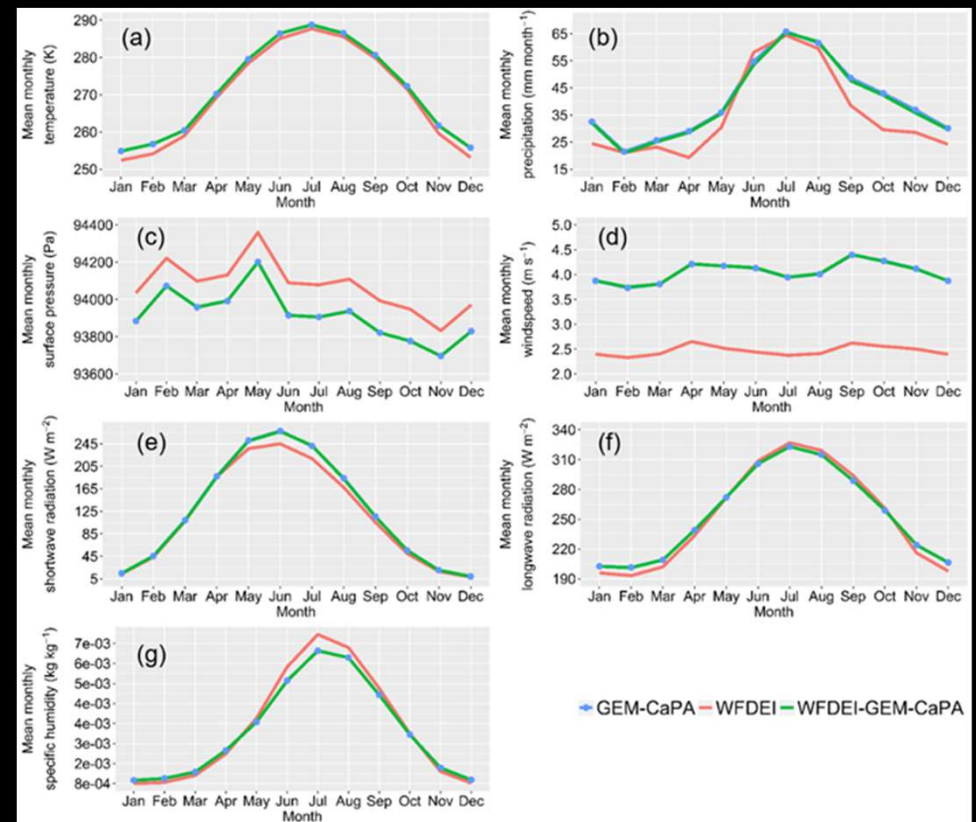 (a)
Mean monthly
temperature (K)
290
280
270
260
250
Jan Feb Mar Apr May Jun Jul Aug Sep Oct Nov Dec
Month
(b)
Mean monthly
precipitation (mm month⁻¹)
65
55
45
35
25
15
Jan Feb Mar Apr May Jun Jul Aug Sep Oct Nov Dec
Month
(c)
Mean monthly
surface pressure (Pa)
94400
94200
94000
93800
93600
Jan Feb Mar Apr May Jun Jul Aug Sep Oct Nov Dec
Month
(d)
Mean monthly
windspeed (m s⁻¹)
5.0
4.5
4.0
3.5
3.0
2.5
2.0
Jan Feb Mar Apr May Jun Jul Aug Sep Oct Nov Dec
Month
(e)
Mean monthly
shortwave radiation (W m⁻²)
245
205
165
125
85
45
5
Jan Feb Mar Apr May Jun Jul Aug Sep Oct Nov Dec
Month
(f)
Mean monthly
longwave radiation (W m⁻²)
340
310
280
250
220
190
Jan Feb Mar Apr May Jun Jul Aug Sep Oct Nov Dec
Month
(g)
Mean monthly
specific humidity (kg kg⁻¹)
7e-03
6e-03
5e-03
4e-03
4e-03
3e-03
2e-03
8e-04
Jan Feb Mar Apr May Jun Jul Aug Sep Oct Nov Dec
Month
GEM-CaPA WFDEI WFDEI-GEM-CaPA